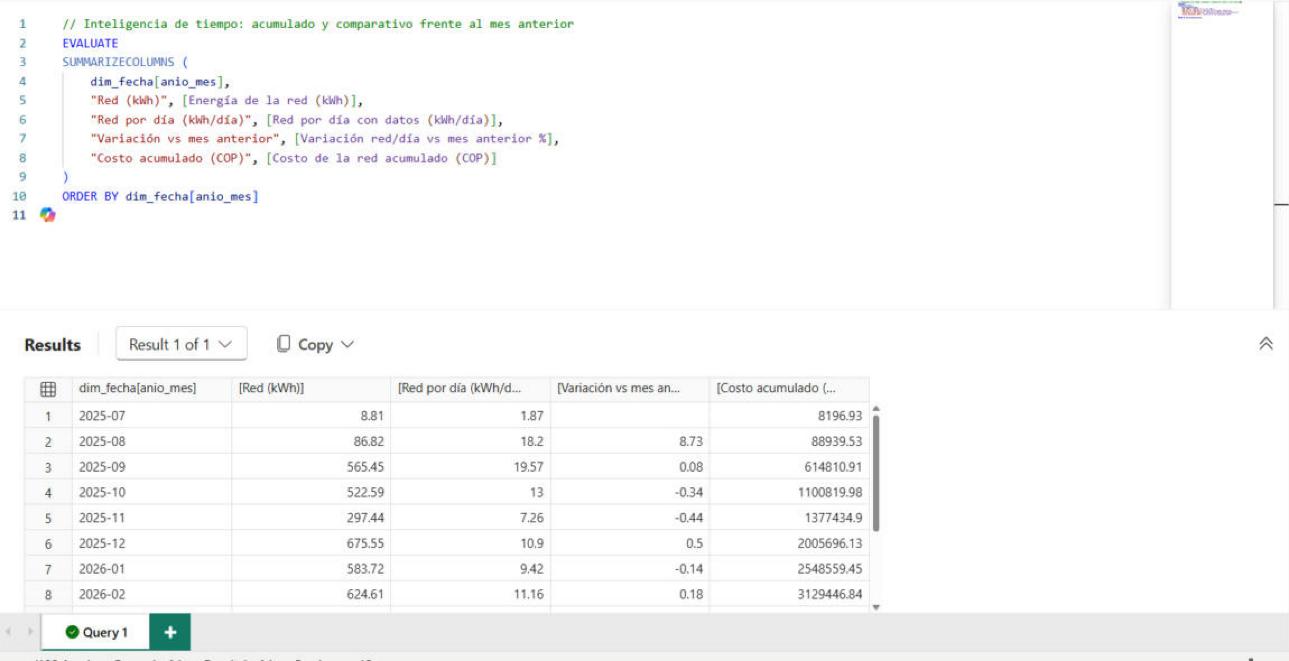 1 // Inteligencia de tiempo: acumulado y comparativo frente al mes anterior
2 EVALUATE
3 SUMMARIZECOLUMNS (
4 dim_fecha[anio_mes],
5 "Red (kWh)", [Energía de la red (kWh)],
6 "Red por día (kWh/día)", [Red por día con datos (kWh/día)],
7 "Variación vs mes anterior", [Variación red/día vs mes anterior %],
8 "Costo acumulado (COP)", [Costo de la red acumulado (COP)]
9 )
10 ORDER BY dim_fecha[anio_mes]
11
Results Result 1 of 1 Copy
dim_fecha[anio_mes] [Red (kWh)] [Red por día (kWh/d... [Variación vs mes an... [Costo acumulado (...
1 2025-07 8.81 1.87 8196.93
2 2025-08 86.82 18.2 8.73 88939.53
3 2025-09 565.45 19.57 0.08 614810.91
4 2025-10 522.59 13 -0.34 1100819.98
5 2025-11 297.44 7.26 -0.44 1377434.9
6 2025-12 675.55 10.9 0.5 2005696.13
7 2026-01 583.72 9.42 -0.14 2548559.45
8 2026-02 624.61 11.16 0.18 3129446.84
Query 1 +